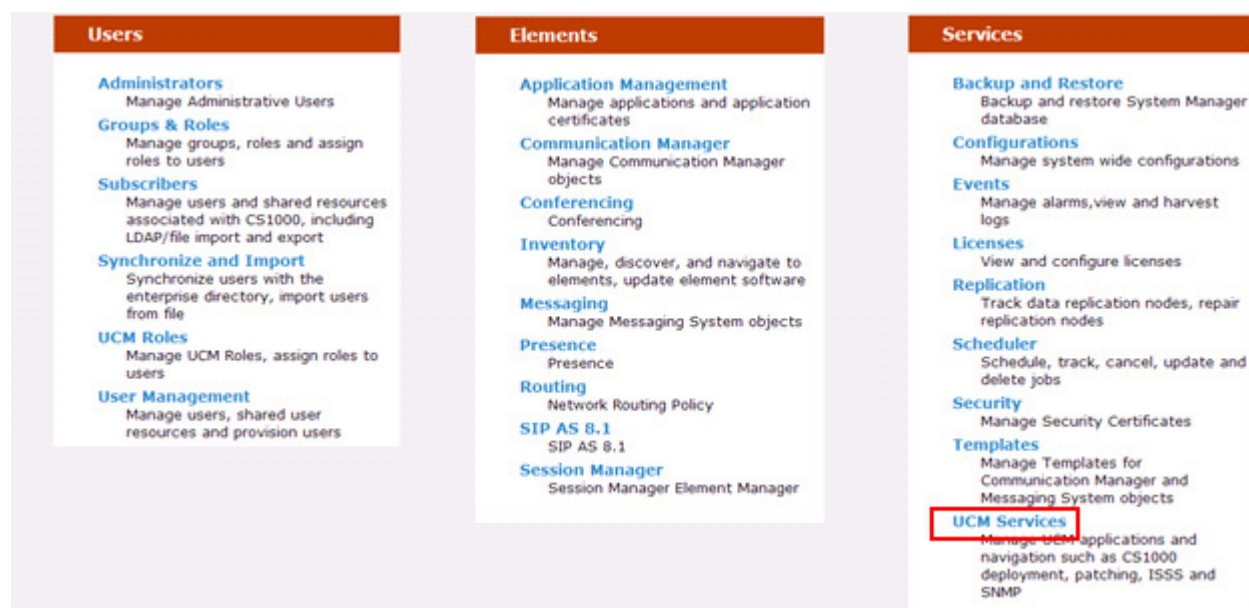 Users
Administrators
Manage Administrative Users
Groups & Roles
Manage groups, roles and assign
roles to users
Subscribers
Manage users and shared resources
associated with CS1000, including
LDAP/file import and export
Synchronize and Import
Synchronize users with the
enterprise directory, import users
from file
UCM Roles
Manage UCM Roles, assign roles to
users
User Management
Manage users, shared user
resources and provision users
Elements
Application Management
Manage applications and application
certificates
Communication Manager
Manage Communication Manager
objects
Conferencing
Conferencing
Inventory
Manage, discover, and navigate to
elements, update element software
Messaging
Manage Messaging System objects
Presence
Presence
Routing
Network Routing Policy
SIP AS 8.1
SIP AS 8.1
Session Manager
Session Manager Element Manager
Services
Backup and Restore
Backup and restore System Manager
database
Configurations
Manage system wide configurations
Events
Manage alarms,view and harvest
logs
Licenses
View and configure licenses
Replication
Track data replication nodes, repair
replication nodes
Scheduler
Schedule, track, cancel, update and
delete jobs
Security
Manage Security Certificates
Templates
Manage Templates for
Communication Manager and
Messaging System objects
UCM Services
Manage UCM applications and
navigation such as CS1000
deployment, patching, ISSS and
SNMP